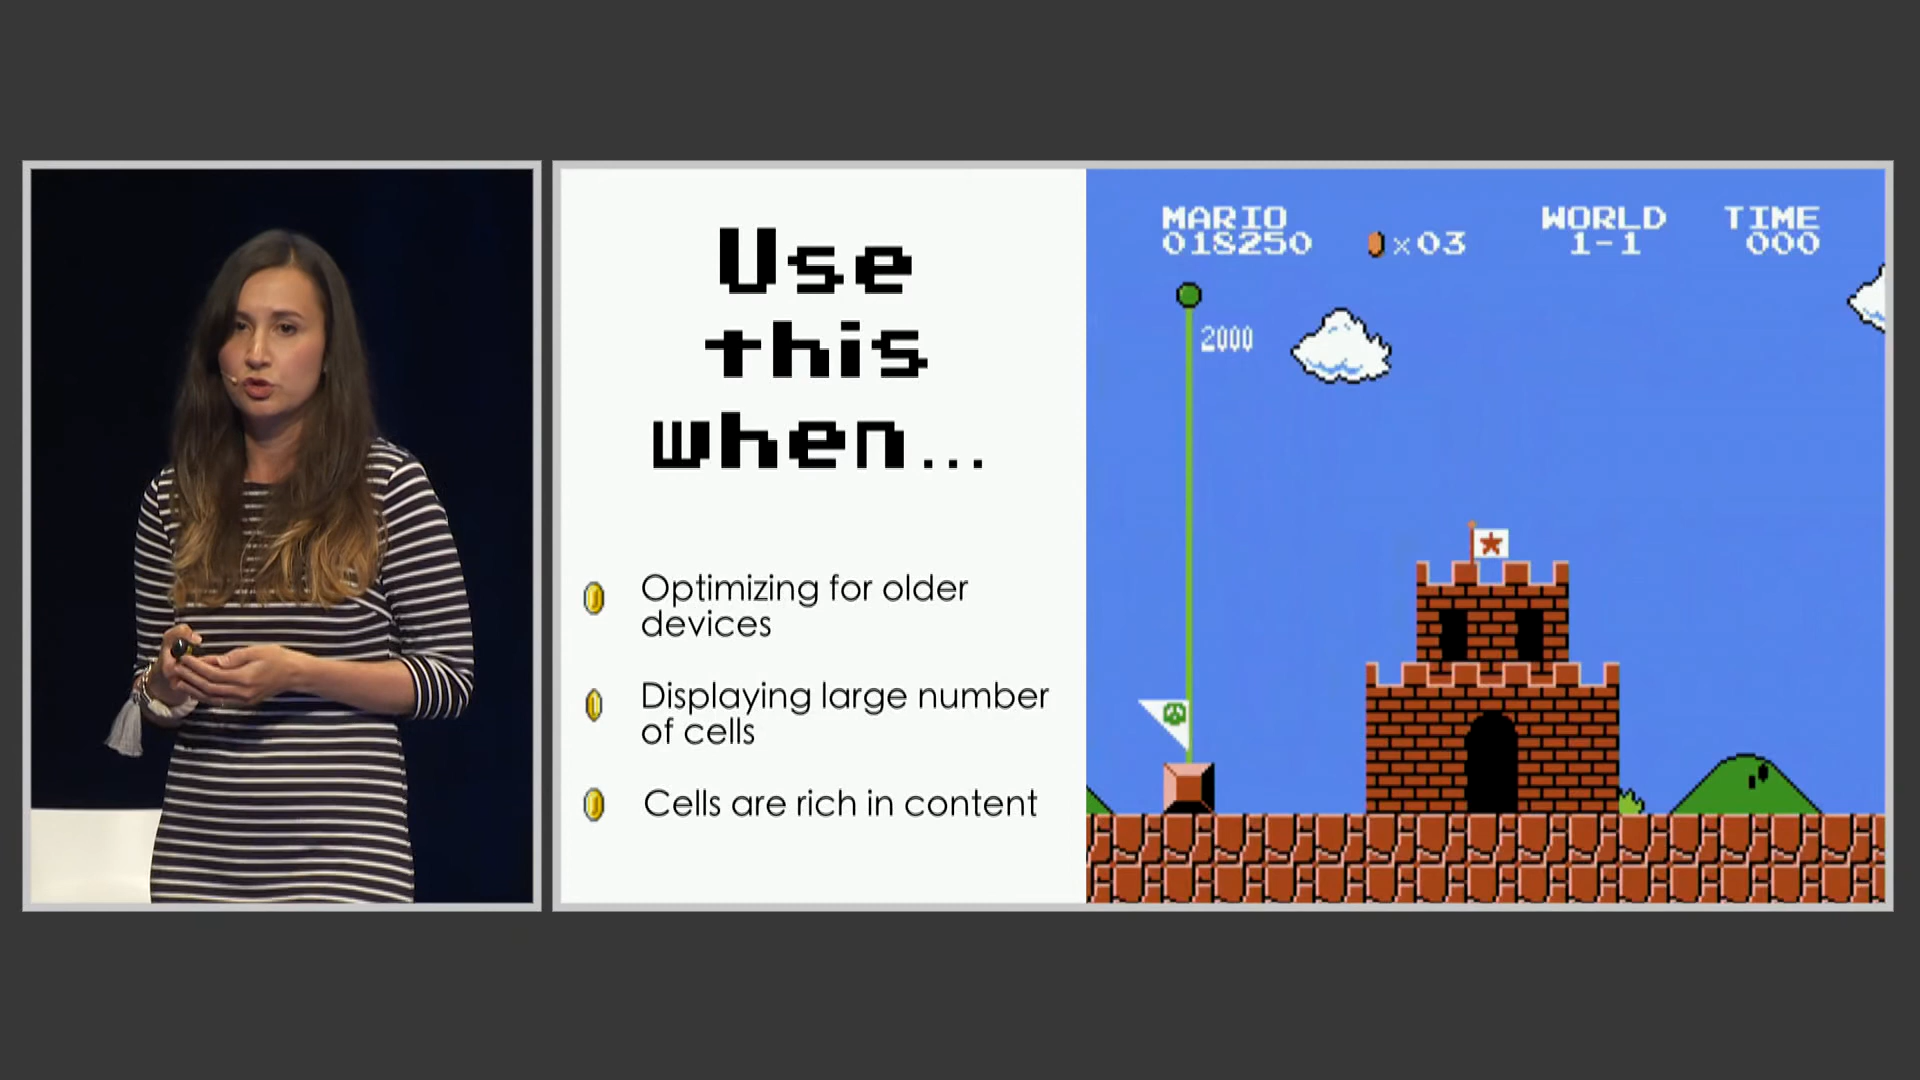 Use
this
when...
Optimizing for older
devices
Displaying large number
of cells
Cells are rich in content
MARIO WORLD TIME
018250 ×03 1-1 000
2000